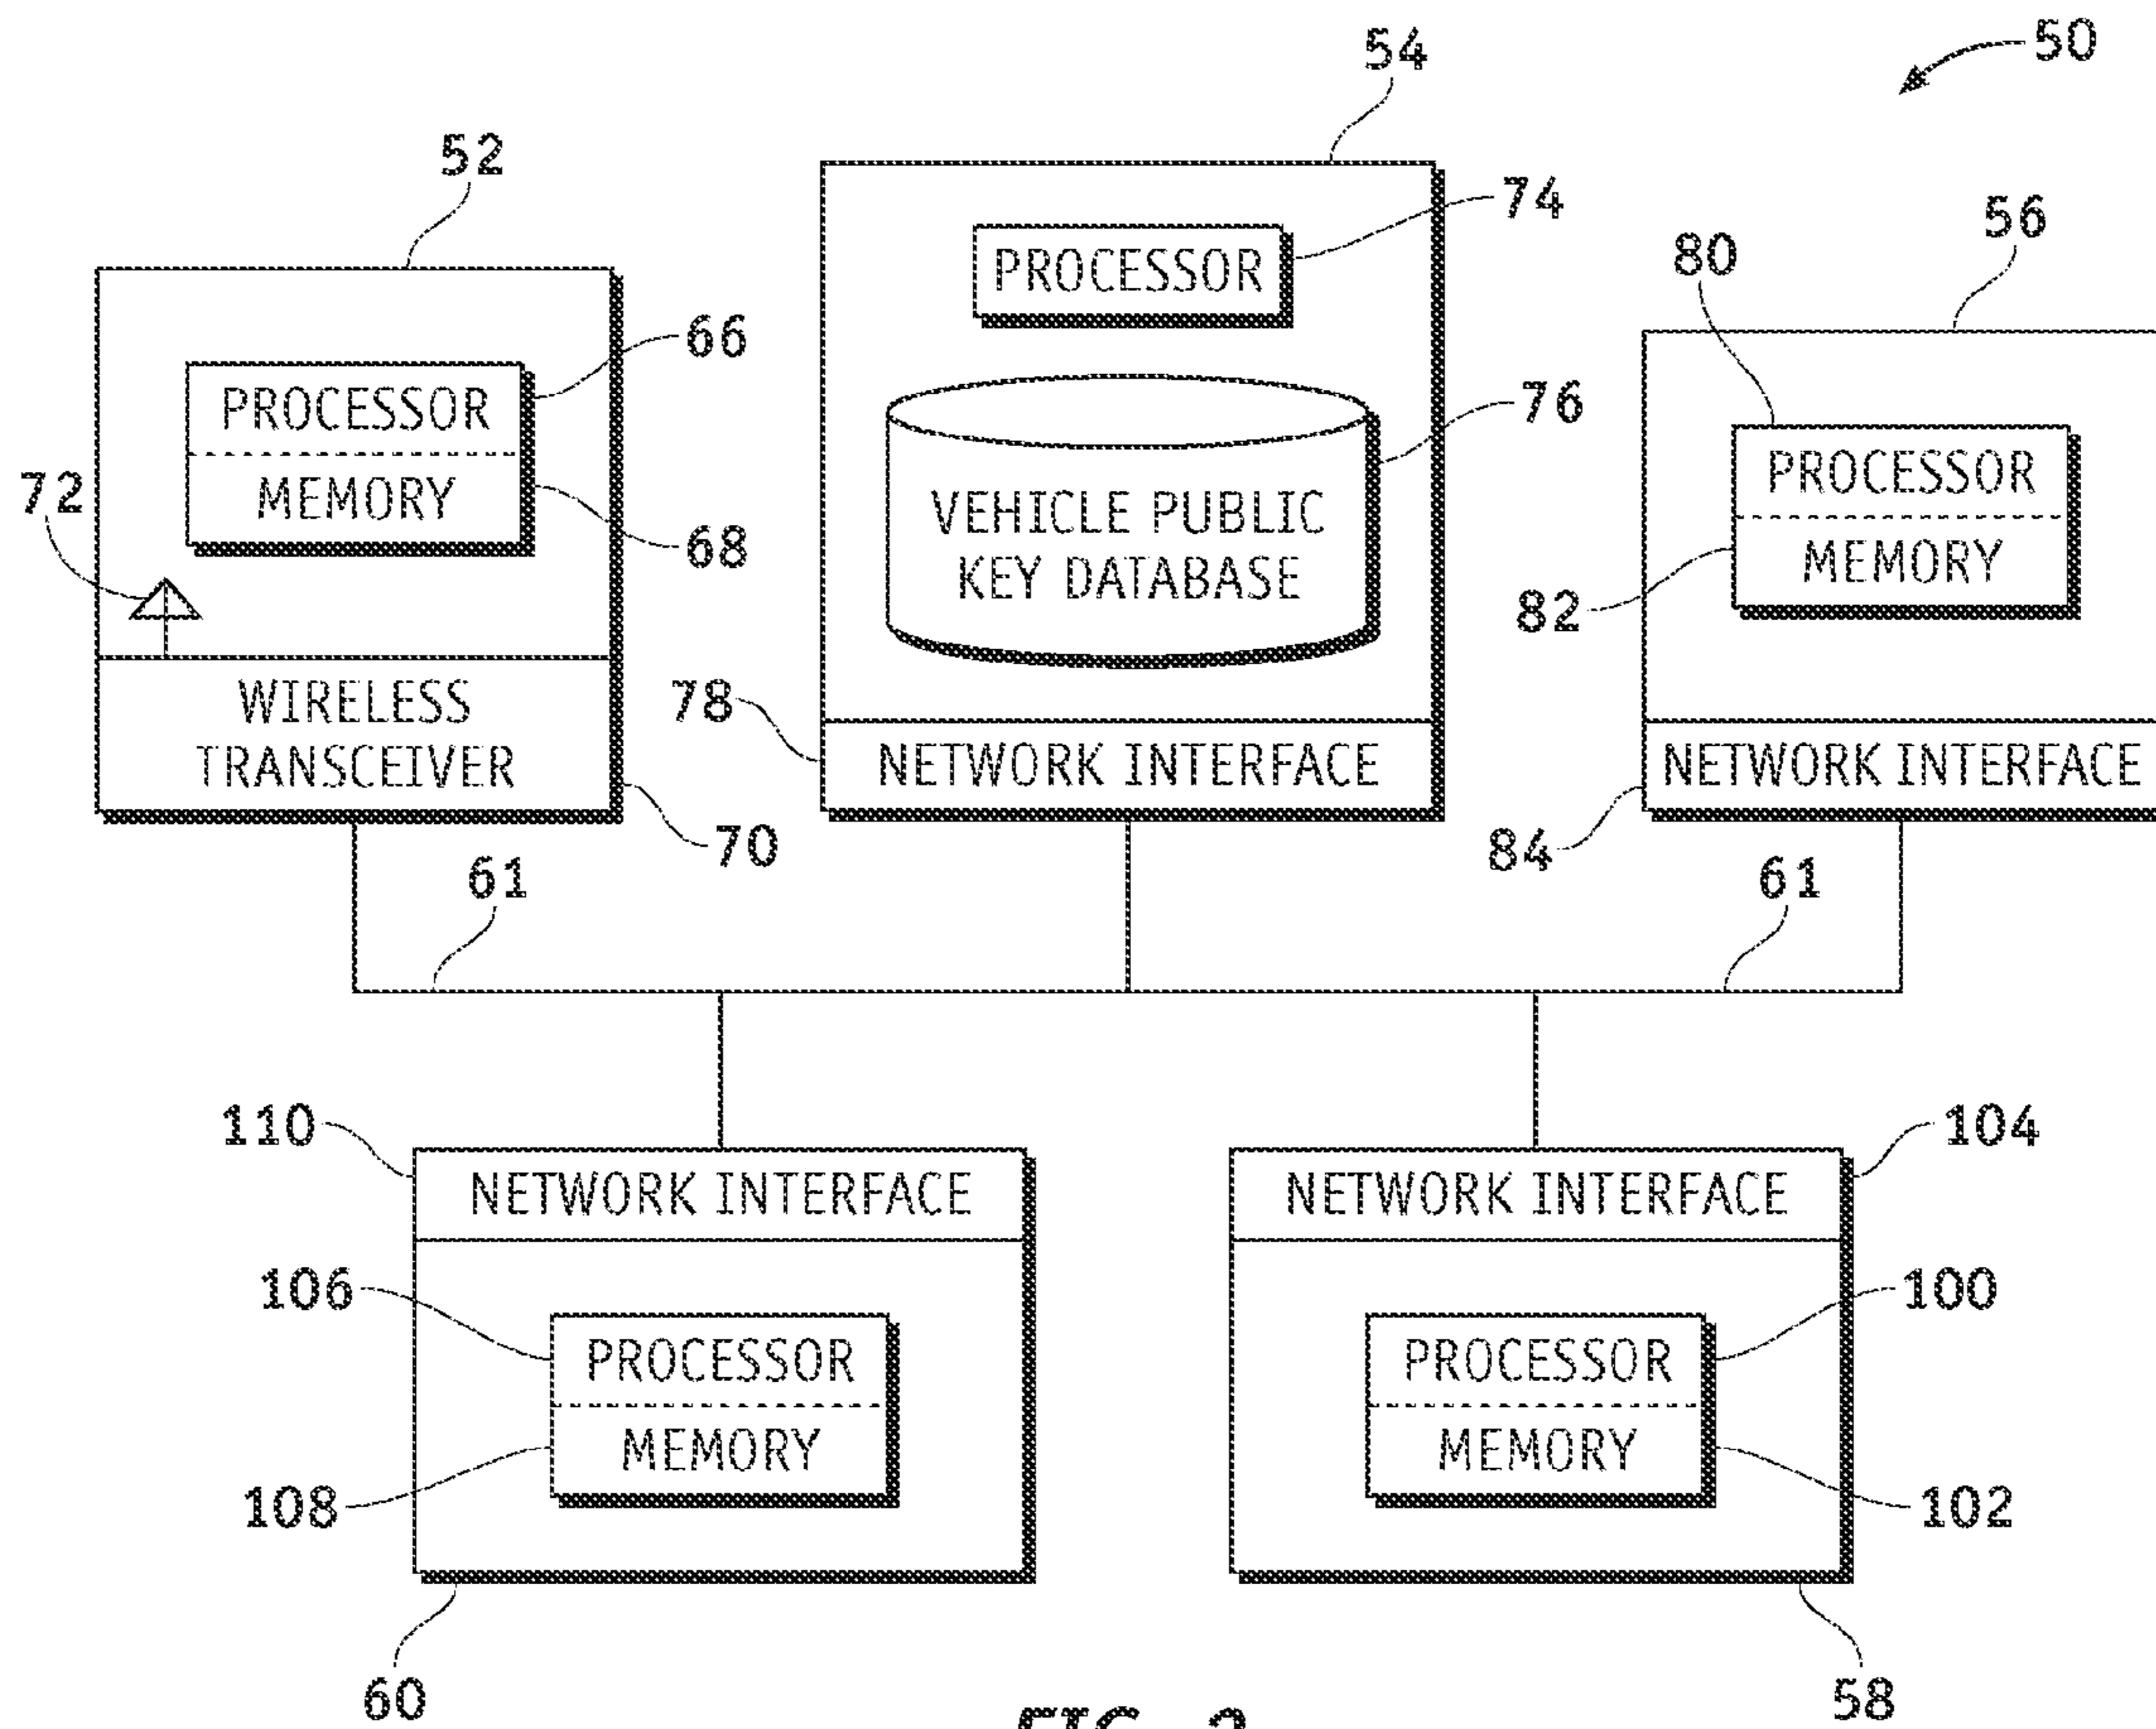 50
54
52
74
56
80
PROCESSOR
66
PROCESSOR
76
PROCESSOR
72
MEMORY
VEHICLE PUBLIC
KEY DATABASE
68
MEMORY
82
WIRELESS
TRANSCEIVER
78
NETWORK INTERFACE
NETWORK INTERFACE
70
84
61
61
110
104
NETWORK INTERFACE
NETWORK INTERFACE
106
100
PROCESSOR
PROCESSOR
MEMORY
MEMORY
108
102
60
58